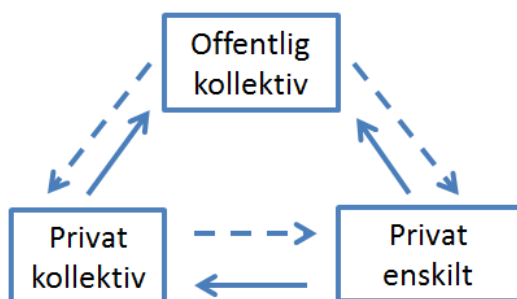 Offentlig
kollektiv
Privat
kollektiv
Privat
enskilt